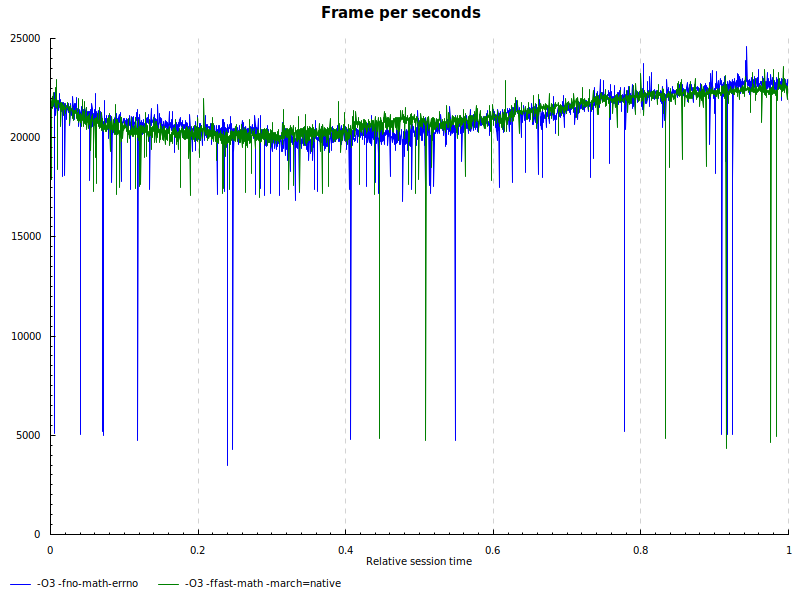 Frame per seconds
25000
20000
15000
10000
5000
0
0 0.2 0.4 0.6 0.8 1
Relative session time
-O3 -fno-math-errno -O3 -ffast-math -march=native